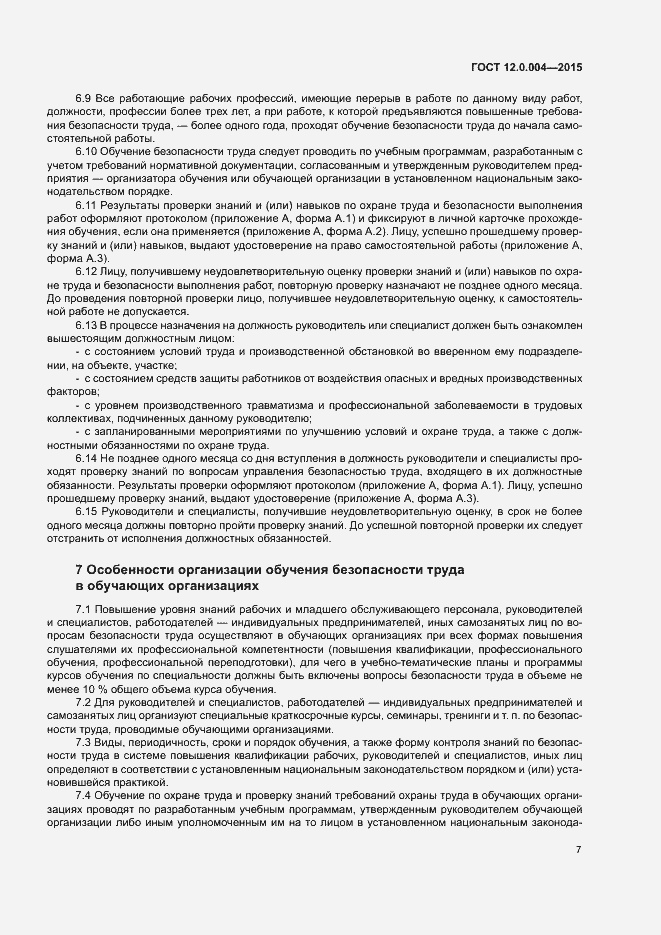 ГОСТ 12.0.004—2015
6.9 Все работающие рабочих профессий, имеющие перерыв в работе по данному виду работ,
должности, профессии более трех лет, а при работе, к которой предъявляются повышенные требова-
ния безопасности труда, — более одного года, проходят обучение безопасности труда до начала само-
стоятельной работы.
6.10 Обучение безопасности труда следует проводить по учебным программам, разработанным с
учетом требований нормативной документации, согласованным и утвержденным руководителем пред-
приятия — организатора обучения или обучающей организации в установленном национальным зако-
нодательством порядке.
6.11 Результаты проверки знаний и (или) навыков по охране труда и безопасности выполнения
работ оформляют протоколом (приложение А, форма А.1) и фиксируют в личной карточке прохожде-
ния обучения, если она применяется (приложение А, форма А.2). Лицу, успешно прошедшему провер-
ку знаний и (или) навыков, выдают удостоверение на право самостоятельной работы (приложение А,
форма А.3).
6.12 Лицу, получившему неудовлетворительную оценку проверки знаний и (или) навыков по охра-
не труда и безопасности выполнения работ, повторную проверку назначают не позднее одного месяца.
До проведения повторной проверки лицо, получившее неудовлетворительную оценку, к самостоятель-
ной работе не допускается.
6.13 В процессе назначения на должность руководитель или специалист должен быть ознакомлен
вышестоящим должностным лицом:
- с состоянием условий труда и производственной обстановкой во вверенном ему подразделе-
нии, на объекте, участке;
- с состоянием средств защиты работников от воздействия опасных и вредных производственных
факторов;
- с уровнем производственного травматизма и профессиональной заболеваемости в трудовых
коллективах, подчиненных данному руководителю;
- с запланированными мероприятиями по улучшению условий и охране труда, а также с долж-
ностными обязанностями по охране труда.
6.14 Не позднее одного месяца со дня вступления в должность руководители и специалисты про-
ходят проверку знаний по вопросам управления безопасностью труда, входящего в их должностные
обязанности. Результаты проверки оформляют протоколом (приложение А, форма А.1). Лицу, успешно
прошедшему проверку знаний, выдают удостоверение (приложение А, форма А.3).
6.15 Руководители и специалисты, получившие неудовлетворительную оценку, в срок не более
одного месяца должны повторно пройти проверку знаний. До успешной повторной проверки их следует
отстранить от исполнения должностных обязанностей.
7 Особенности организации обучения безопасности труда
в обучающих организациях
7.1 Повышение уровня знаний рабочих и младшего обслуживающего персонала, руководителей
и специалистов, работодателей — индивидуальных предпринимателей, иных самозанятых лиц по во-
просам безопасности труда осуществляют в обучающих организациях при всех формах повышения
слушателями их профессиональной компетентности (повышения квалификации, профессионального
обучения, профессиональной переподготовки), для чего в учебно-тематические планы и программы
курсов обучения по специальности должны быть включены вопросы безопасности труда в объеме не
менее 10 % общего объема курса обучения.
7.2 Для руководителей и специалистов, работодателей — индивидуальных предпринимателей и
самозанятых лиц организуют специальные краткосрочные курсы, семинары, тренинги и т. п. по безопас-
ности труда, проводимые обучающими организациями.
7.3 Виды, периодичность, сроки и порядок обучения, а также форму контроля знаний по безопас-
ности труда в системе повышения квалификации рабочих, руководителей и специалистов, иных лиц
определяют в соответствии с установленным национальным законодательством порядком и (или) уста-
новившейся практикой.
7.4 Обучение по охране труда и проверку знаний требований охраны труда в обучающих органи-
зациях проводят по разработанным учебным программам, утвержденным руководителем обучающей
организации либо иным уполномоченным им на то лицом в установленном национальным законода-
7